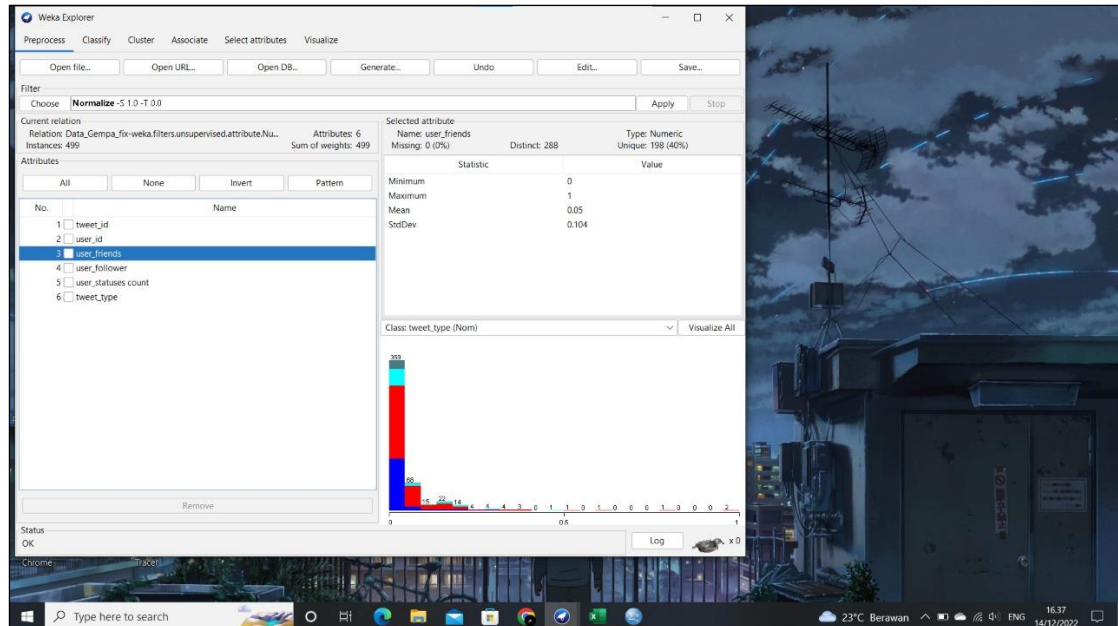 Weka Explorer
Preprocess Classify Cluster Associate Select attributes Visualize
Open file... Open URL... Open DB... Generate... Undo Edit... Save...
Filter
Choose Normalize -S 1.0 -T 0.0 Apply Stop
Current relation
Relation: Data_Gempa_fix-weka.filters.unsupervised.attribute.Nu... Attributes: 6
Instances: 499 Sum of weights: 499
Attributes
All None Invert Pattern
No. Name
1 tweet_id
2 user_id
3 user_friends
4 user_follower
5 user_statuses count
6 tweet_type
Remove
Selected attribute
Name: user_friends Type: Numeric
Missing: 0 (0%) Distinct: 288 Unique: 198 (40%)
Statistic Value
Minimum 0
Maximum 1
Mean 0.05
StdDev 0.104
Class: tweet_type (Nom) Visualize All
359
68
15 22 14 4 3 0 1 1 0 1 0 0 0 1 0 0 2
0 0.5 1
Status
OK
Log x 0
Chrome Tracer
Type here to search
23°C Berawan ENG 16.37
14/12/2022